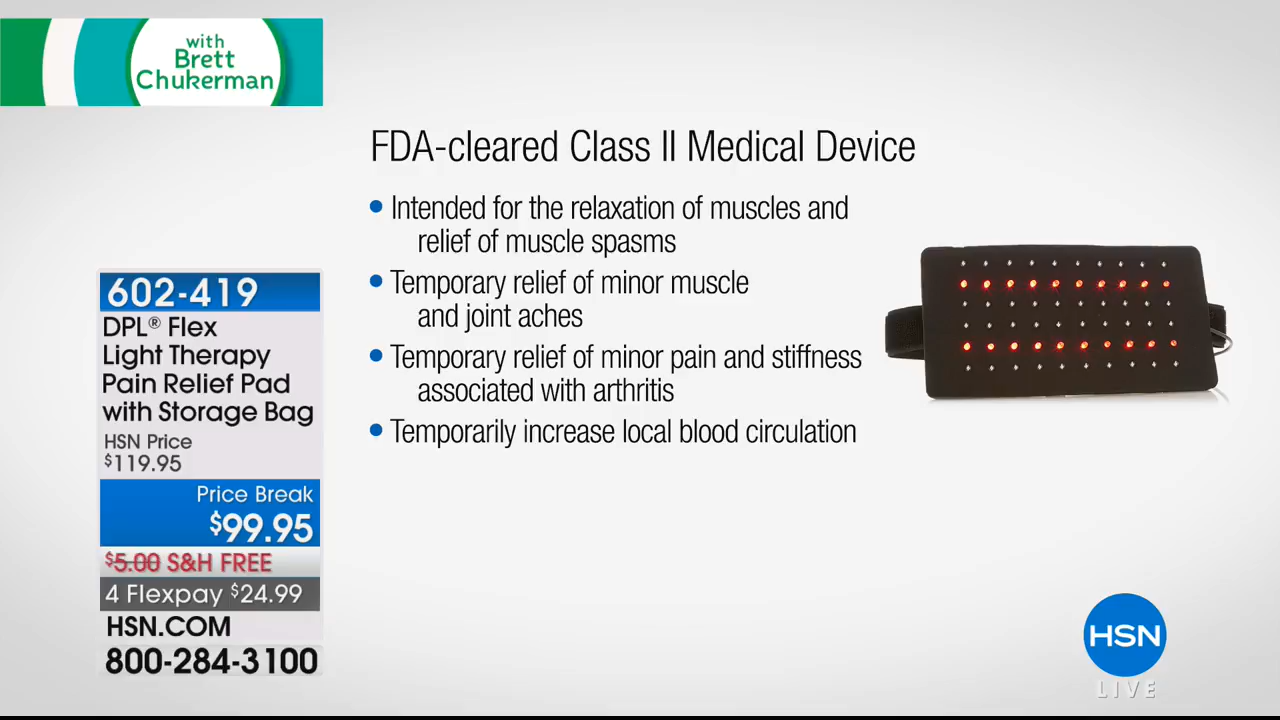 with
Brett
Chukerman
FDA-cleared Class II Medical Device
• Intended for the relaxation of muscles and
relief of muscle spasms
• Temporary relief of minor muscle
and joint aches
• Temporary relief of minor pain and stiffness
associated with arthritis
• Temporarily increase local blood circulation
602-419
DPL® Flex
Light Therapy
Pain Relief Pad
with Storage Bag
HSN Price
$119.95
Price Break
$99.95
$5.00 S&H FREE
4 Flexpay $24.99
HSN.COM
800-284-3100
HSN
LIVE